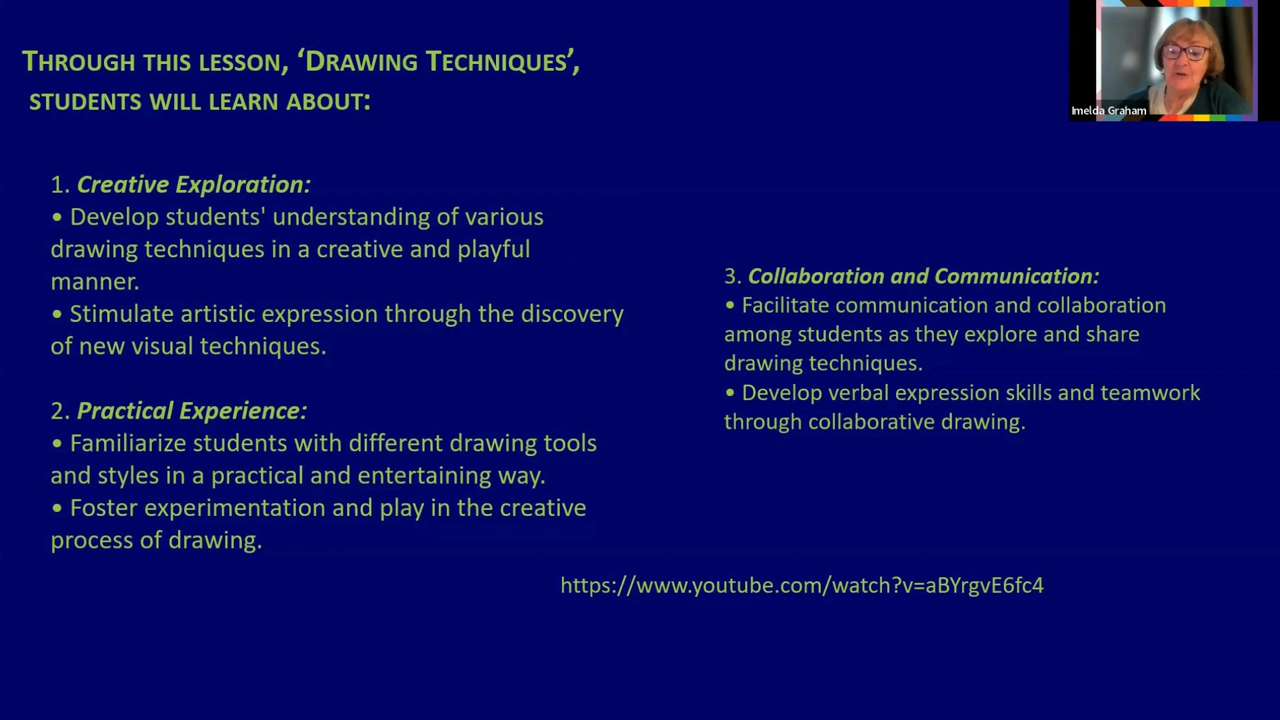 THROUGH THIS LESSON, ‘DRAWING TECHNIQUES’,
STUDENTS WILL LEARN ABOUT:
Imelda Graham
1. Creative Exploration:
• Develop students' understanding of various
drawing techniques in a creative and playful
manner.
• Stimulate artistic expression through the discovery
of new visual techniques.
2. Practical Experience:
• Familiarize students with different drawing tools
and styles in a practical and entertaining way.
• Foster experimentation and play in the creative
process of drawing.
3. Collaboration and Communication:
• Facilitate communication and collaboration
among students as they explore and share
drawing techniques.
• Develop verbal expression skills and teamwork
through collaborative drawing.
https://www.youtube.com/watch?v=aBYrgvE6fc4